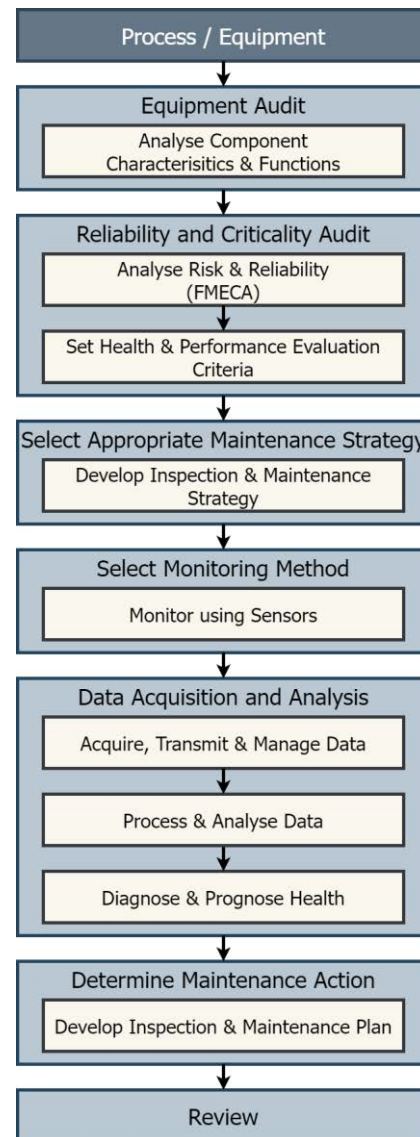 Process / Equipment
Equipment Audit
Analyse Component
Characterisitics & Functions
Reliability and Criticality Audit
Analyse Risk & Reliability
(FMECA)
Set Health & Performance Evaluation
Criteria
Select Appropriate Maintenance Strategy
Develop Inspection & Maintenance
Strategy
Select Monitoring Method
Monitor using Sensors
Data Acquisition and Analysis
Acquire, Transmit & Manage Data
Process & Analyse Data
Diagnose & Prognose Health
Determine Maintenance Action
Develop Inspection & Maintenance Plan
Review